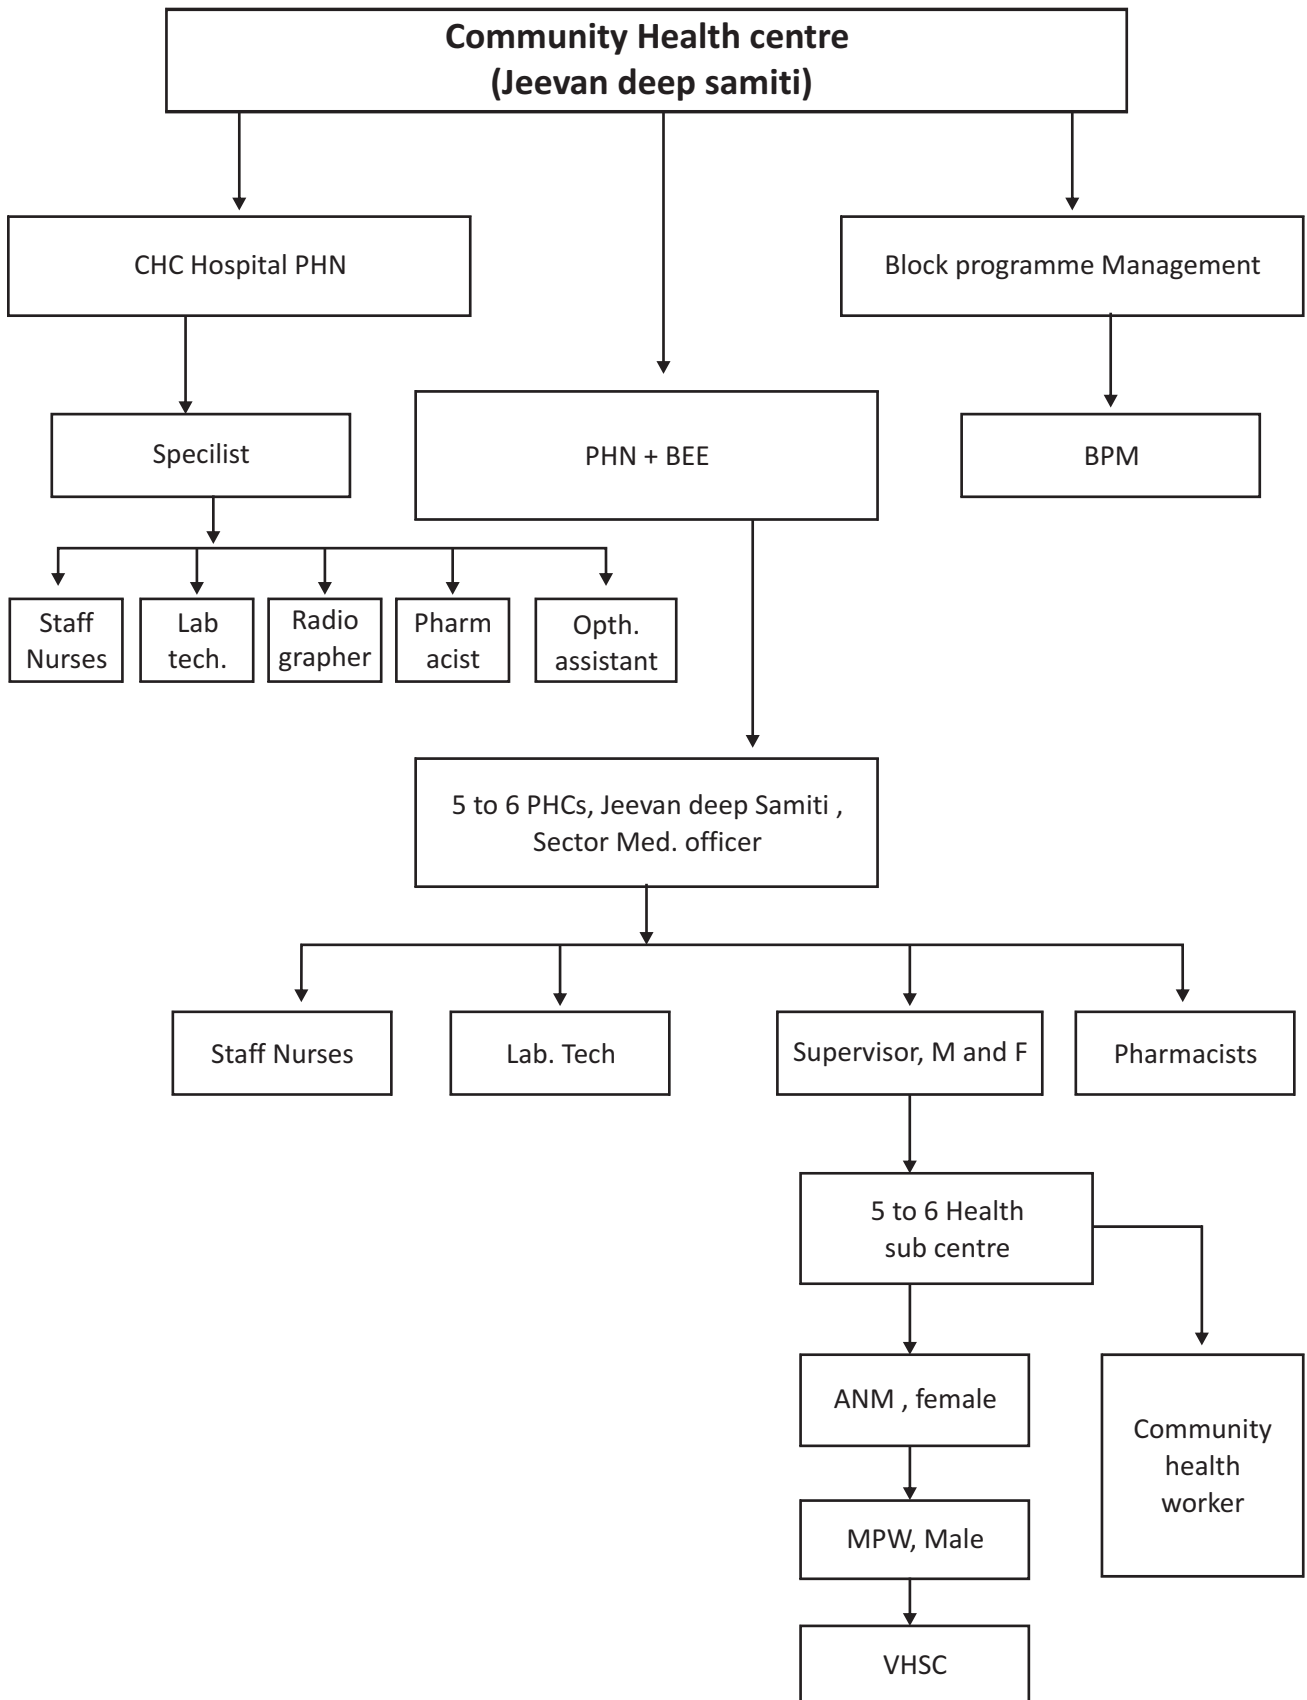 Community Health centre
(Jeevan deep samiti)
CHC Hospital PHN
Block programme Management
Specilist
PHN + BEE
BPM
Staff
Nurses
Lab
tech.
Radio
grapher
Pharm
acist
Opth.
assistant
5 to 6 PHCs, Jeevan deep Samiti ,
Sector Med. officer
Staff Nurses
Lab. Tech
Supervisor, M and F
Pharmacists
5 to 6 Health
sub centre
ANM , female
Community
health
worker
MPW, Male
VHSC